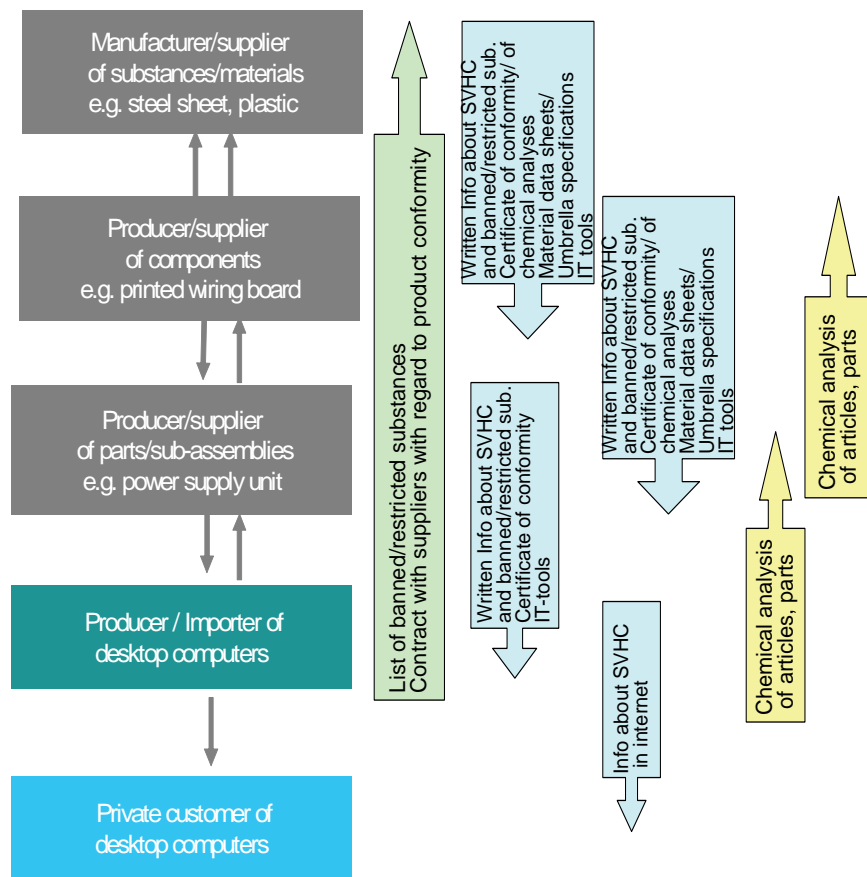 Manufacturer/supplier
of substances/materials
e.g. steel sheet, plastic
Producer/supplier
of components
e.g. printed wiring board
Producer/supplier
of parts/sub-assemblies
e.g. power supply unit
Producer / Importer of
desktop computers
Private customer of
desktop computers
List of banned/restricted substances
Contract with suppliers with regard to product conformity
Written Info about SVHC
and banned/restricted sub.
Certificate of conformity/ of
chemical analyses
Material data sheets/
Umbrella specifications
IT tools
Written Info about SVHC
and banned/restricted sub.
Certificate of conformity
IT-tools
Written Info about SVHC
and banned/restricted sub.
Certificate of conformity/ of
chemical analyses
Material data sheets/
Umbrella specifications
IT tools
Info about SVHC
in internet
Chemical analysis
of articles, parts
Chemical analysis
of articles, parts